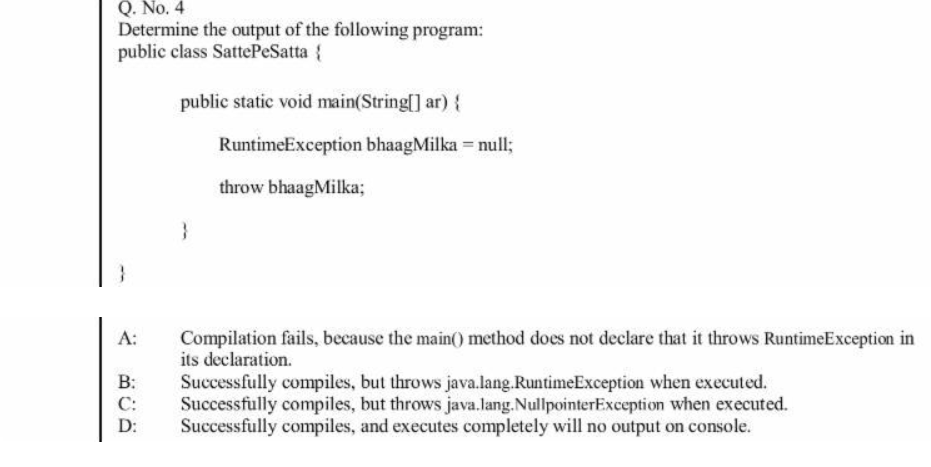 Q. No. 4
Determine the output of the following program:
public class SattePeSatta {
public static void main(String[] ar) {
RuntimeException bhaagMilka = null;
throw bhaagMilka;
}
}
A: Compilation fails, because the main() method does not declare that it throws RuntimeException in
its declaration.
B: Successfully compiles, but throws java.lang.RuntimeException when executed.
C: Successfully compiles, but throws java.lang.NullpointerException when executed.
D: Successfully compiles, and executes completely will no output on console.